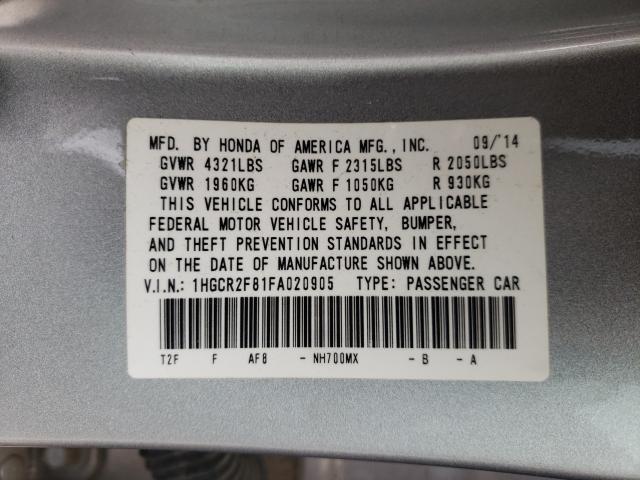 MFD. BY HONDA OF AMERICA MFG., INC. 09/'14
GVWR 4321LBS GAWR F 2315LBS R 2050LBS
GVWR 1960KG GAWR F 1050KG R 930KG
THIS VEHICLE CONFORMS TO ALL APPLICABLE
FEDERAL MOTOR VEHICLE SAFETY, BUMPER,
AND THEFT PREVENTION STANDARDS IN EFFECT
ON THE DATE OF MANUFACTURE SHOWN ABOVE.
V.I.N.: 1HGCR2F81FA020905 TYPE: PASSENGER CAR
T2F F AF8 - NH700MX - B - A